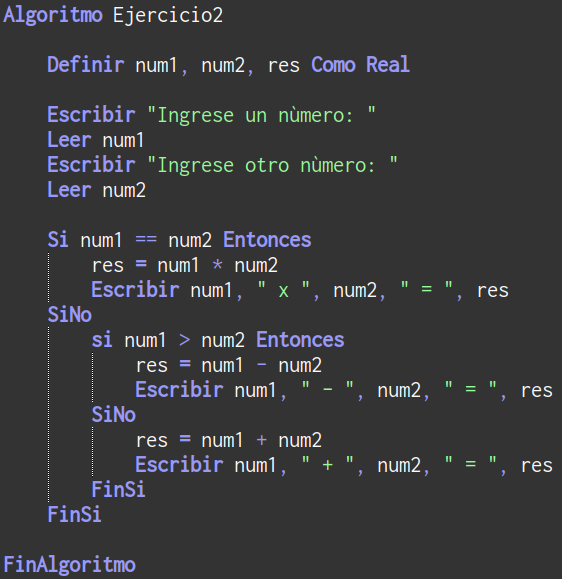 Algoritmo Ejercicio2
Definir num1, num2, res Como Real
Escribir "Ingrese un nùmero: "
Leer num1
Escribir "Ingrese otro nùmero: "
Leer num2
Si num1 == num2 Entonces
res = num1 * num2
Escribir num1, " x ", num2, " = ", res
SiNo
si num1 > num2 Entonces
res = num1 - num2
Escribir num1, " - ", num2, " = ", res
SiNo
res = num1 + num2
Escribir num1, " + ", num2, " = ", res
FinSi
FinSi
FinAlgoritmo